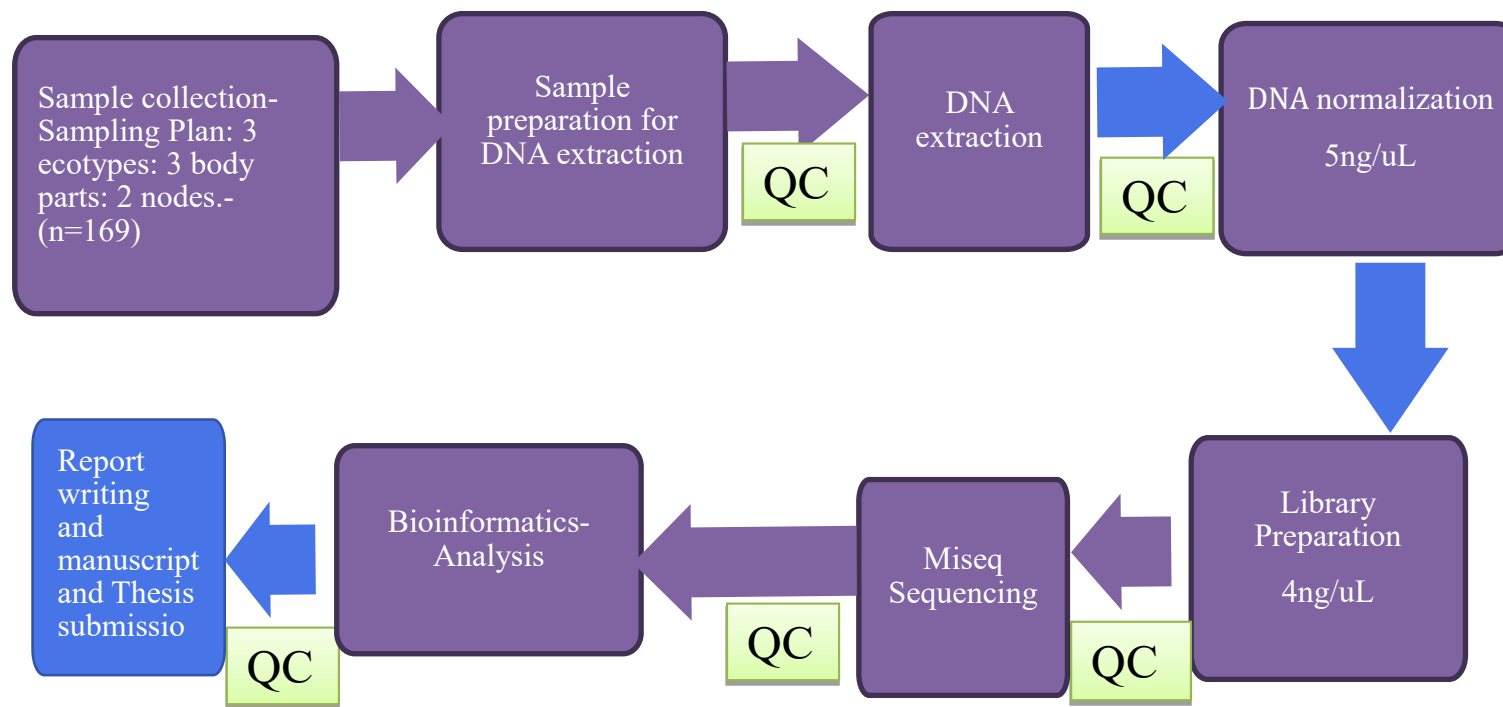 Sample collection-
Sampling Plan: 3
ecotypes: 3 body
parts: 2 nodes.-
(n=169)
Sample
preparation for
DNA extraction
QC
DNA
extraction
QC
DNA normalization
5ng/uL
Library
Preparation
4ng/uL
QC
Miseq
Sequencing
QC
Bioinformatics-
Analysis
QC
Report
writing
and
manuscript
and Thesis
submissio